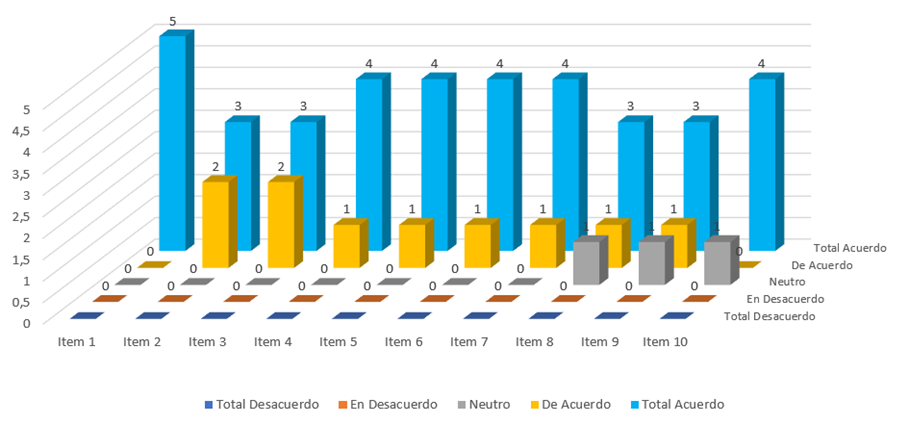 5
4 4 4 4 4
3 3 3 3
2 2
1 1 1 1 1 1
1 1 1
0 0
0 0 0 0 0 0 0
0 0 0 0 0 0 0 0 0 0
5
4,5
4
3,5
3
2,5
2
1,5
1
0,5
0
Total Acuerdo
De Acuerdo
Neutro
En Desacuerdo
Total Desacuerdo
Item 1 Item 2 Item 3 Item 4 Item 5 Item 6 Item 7 Item 8 Item 9 Item 10
Total Desacuerdo En Desacuerdo Neutro De Acuerdo Total Acuerdo